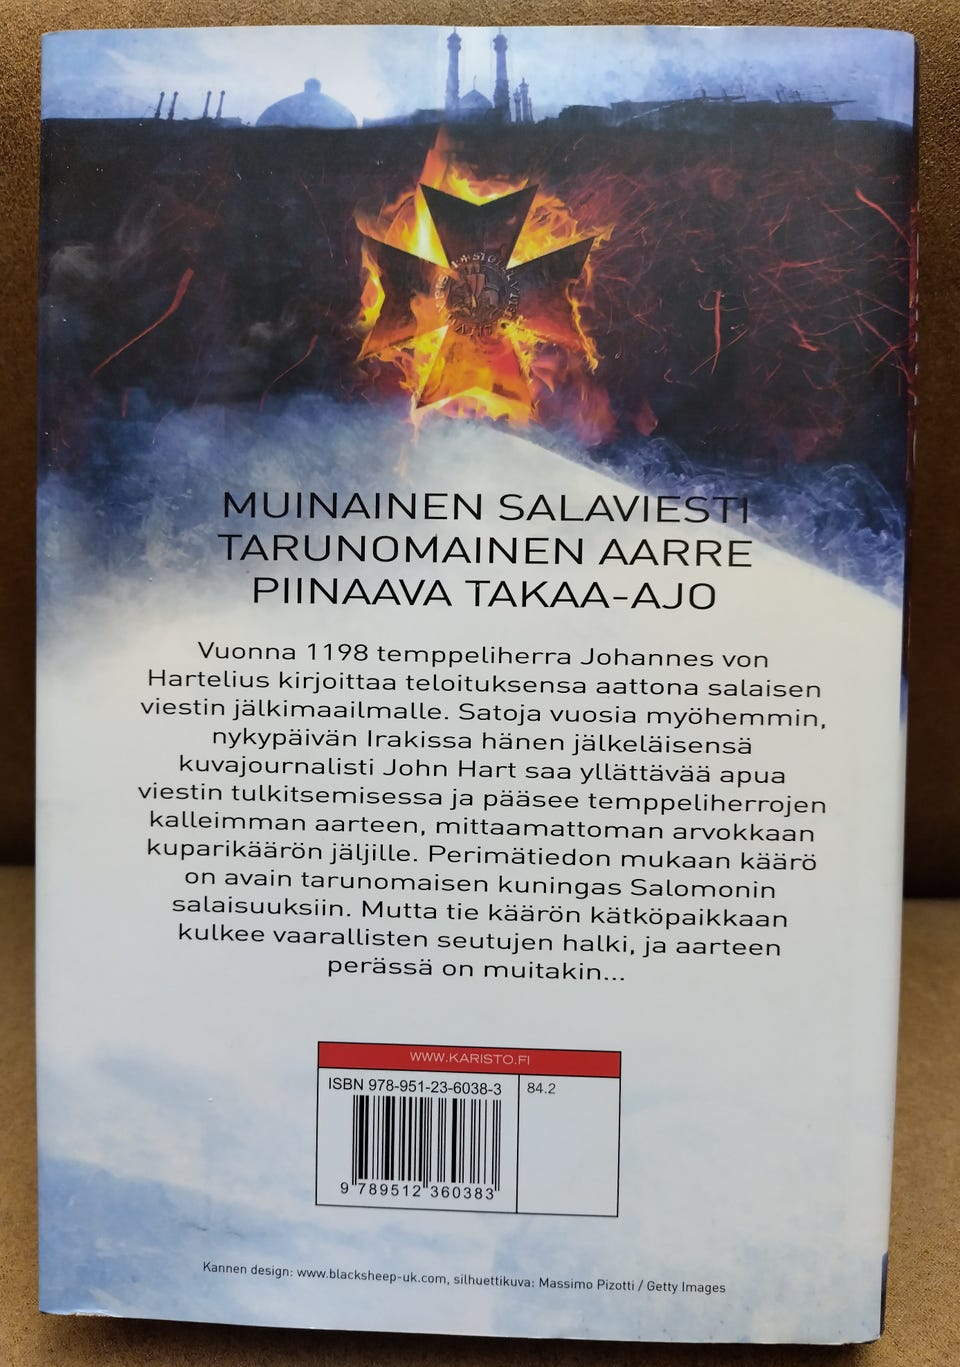 MUINAINEN SALAVIESTI
TARUNOMAINEN AARRE
PIINAAVA TAKAA-AJO
Vuonna 1198 temppeliherra Johannes von
Hartelius kirjoittaa teloituksensa aattona salaisen
viestin jälkimaailmalle. Satoja vuosia myöhemmin,
nykypäivän Irakissa hänen jälkeläisensä
kuvajournalisti John Hart saa yllättävää apua
viestin tulkitsemisessa ja pääsee temppeliherrojen
kalleimman aarteen, mittaamattoman arvokkaan
kuparikäärön jäljille. Perimätiedon mukaan käärö
on avain tarunomaisen kuningas Salomonin
salaisuuksiin. Mutta tie käärön kätköpaikkaan
kulkee vaarallisten seutujen halki, ja aarteen
perässä on muitakin...
WWW.KARISTO.FI
ISBN 978-951-23-6038-3
84.2
9 789512 360383
Kannen design: www.blacksheep-uk.com, silhuettikuva: Massimo Pizotti / Getty Images